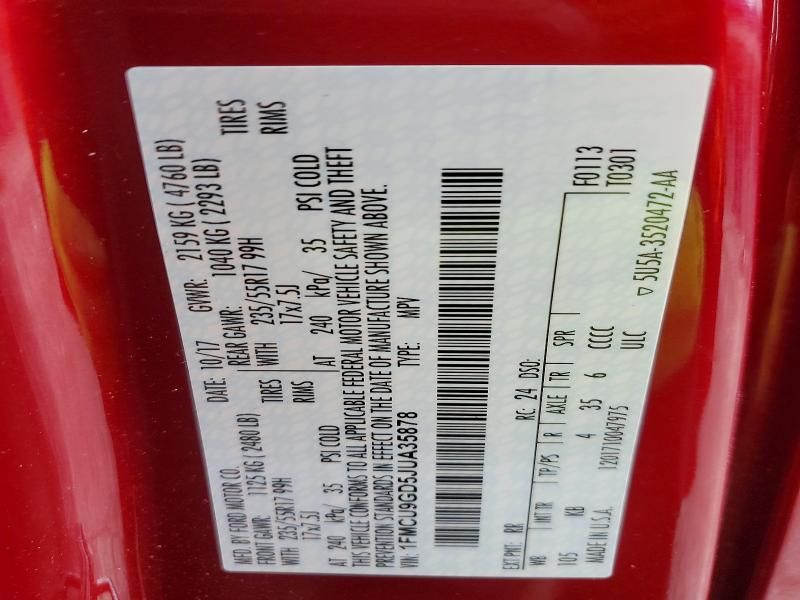 MFD. BY FORD MOTOR CO.
DATE: 10/17 GVWR: 2159 KG ( 4760 LB)
FRONT GAWR: 1125 KG ( 2480 LB) REAR GAWR: 1040 KG ( 2293 LB)
WITH 235/55R17 99H TIRES WITH 235/55R17 99H TIRES
17x7.5J RIMS 17x7.5J RIMS
AT 240 kPa/ 35 PSI COLD AT 240 kPa/ 35 PSI COLD
THIS VEHICLE CONFORMS TO ALL APPLICABLE FEDERAL MOTOR VEHICLE SAFETY AND THEFT
PREVENTION STANDARDS IN EFFECT ON THE DATE OF MANUFACTURE SHOWN ABOVE.
VIN: 1FMCU9GD5JUA35878 TYPE: MPV
EXT PNT: RR RC: 24 DSO: F0113
WB INT TR TP/PS R AXLE TR SPR T0301
105 KB 4 35 6 CCCC
MADE IN U.S.A. 1201710047975 ULC
▽ 5U5A-3520472-AA